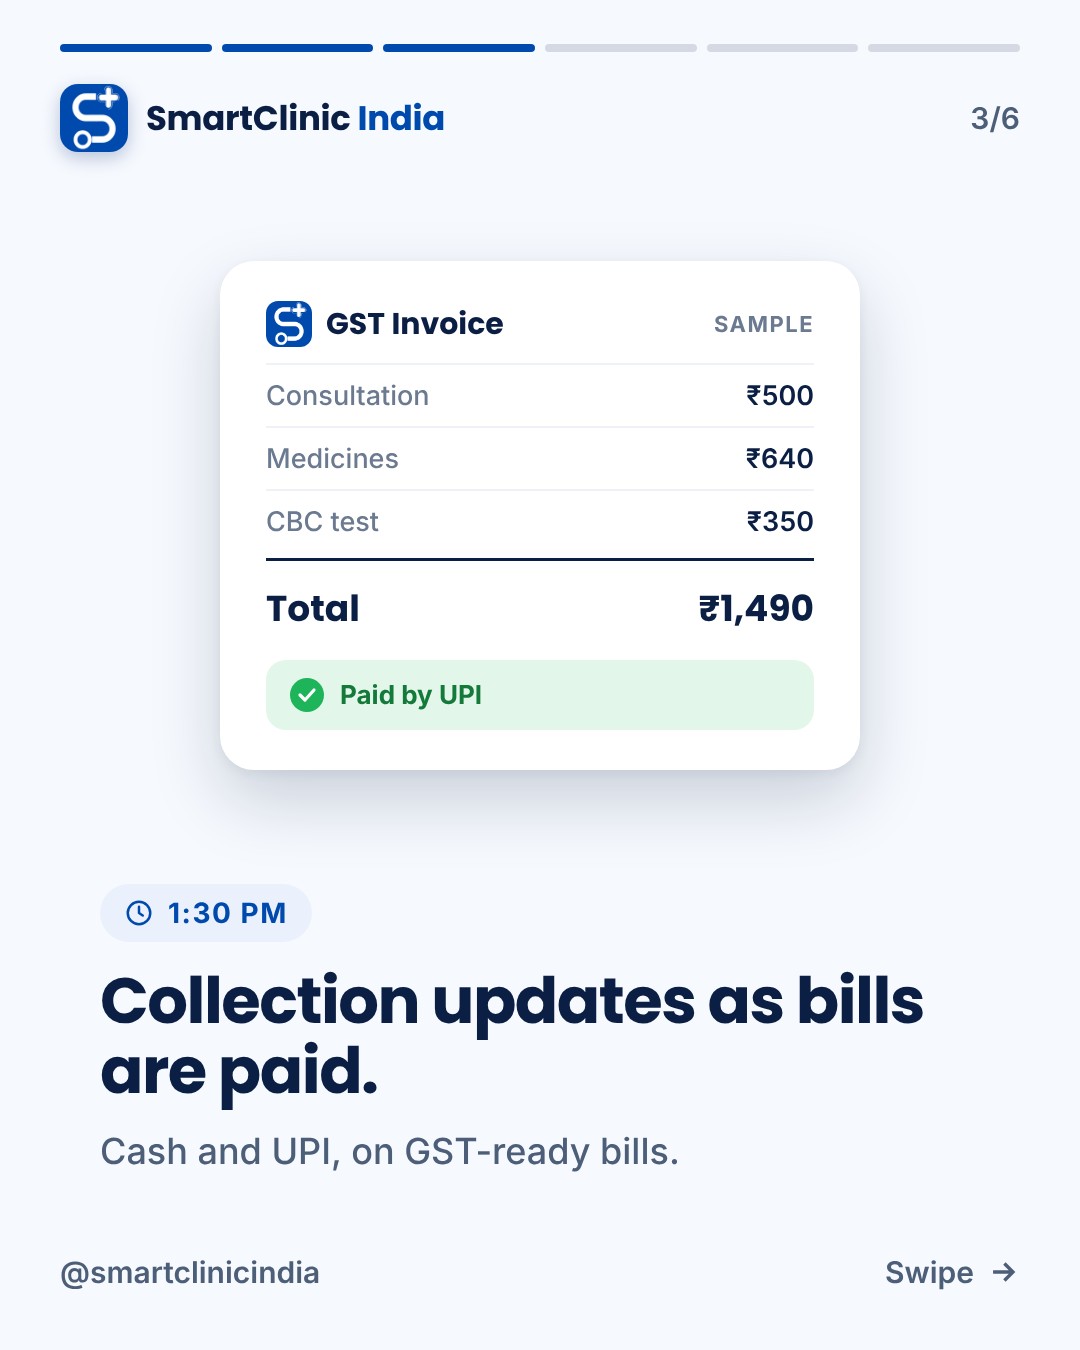 SmartClinic India
3/6
GST Invoice
SAMPLE
Consultation ₹500
Medicines ₹640
CBC test ₹350
Total ₹1,490
Paid by UPI
1:30 PM
Collection updates as bills
are paid.
Cash and UPI, on GST-ready bills.
@smartclinicindia
Swipe →